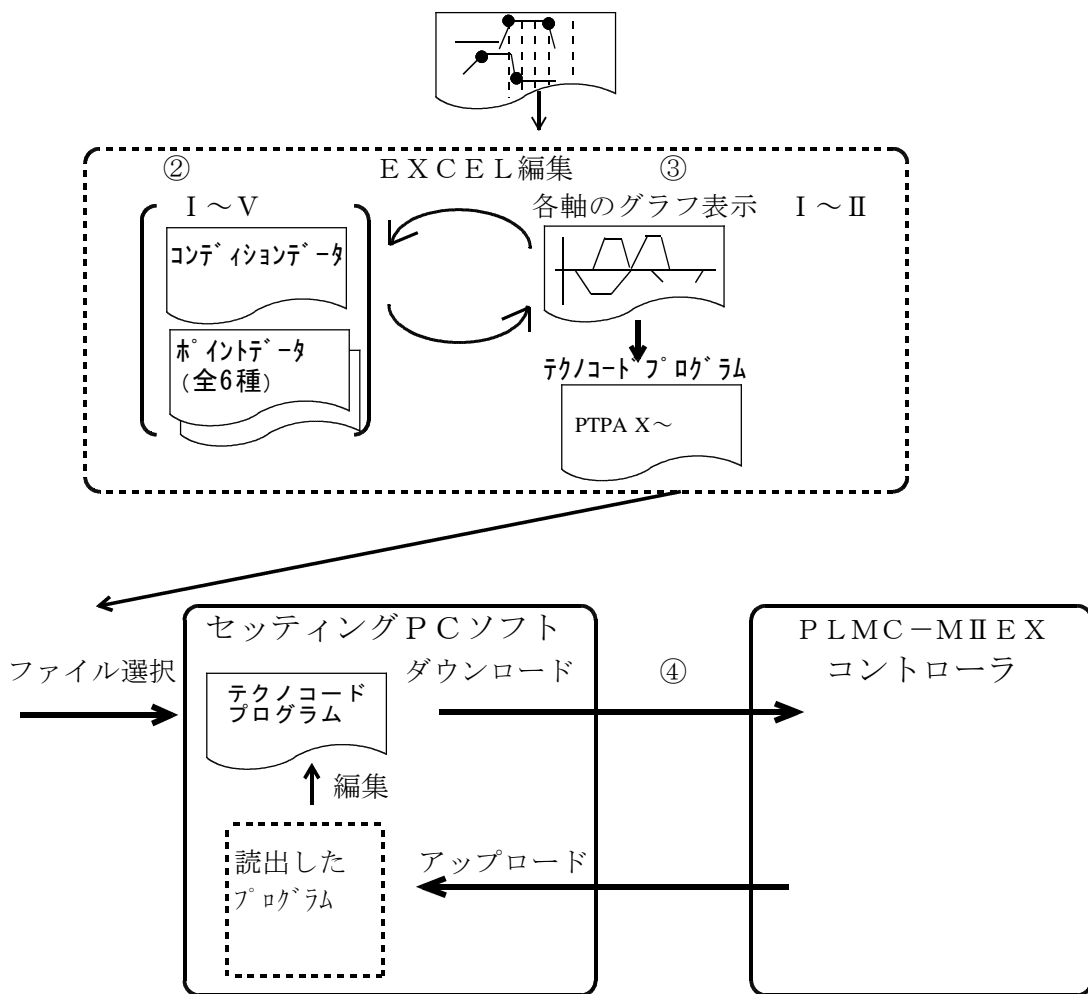 ② ＥＸＣＥＬ編集 ③
Ⅰ～Ⅴ 各軸のグラフ表示 Ⅰ～Ⅱ
ｺﾝﾃﾞｨｼｮﾝﾃﾞｰﾀ
ﾎﾟｲﾝﾄﾃﾞｰﾀ
(全6種)
ﾃｸﾉｺｰﾄﾞﾌﾟﾛｸﾞﾗﾑ
PTPA X～
セッティングＰＣソフト
ＰＬＭＣ－ＭⅡＥＸ
コントローラ
ファイル選択
ダウンロード
④
テクノコード
プログラム
編集
読出した
ﾌﾟﾛｸﾞﾗﾑ
アップロード